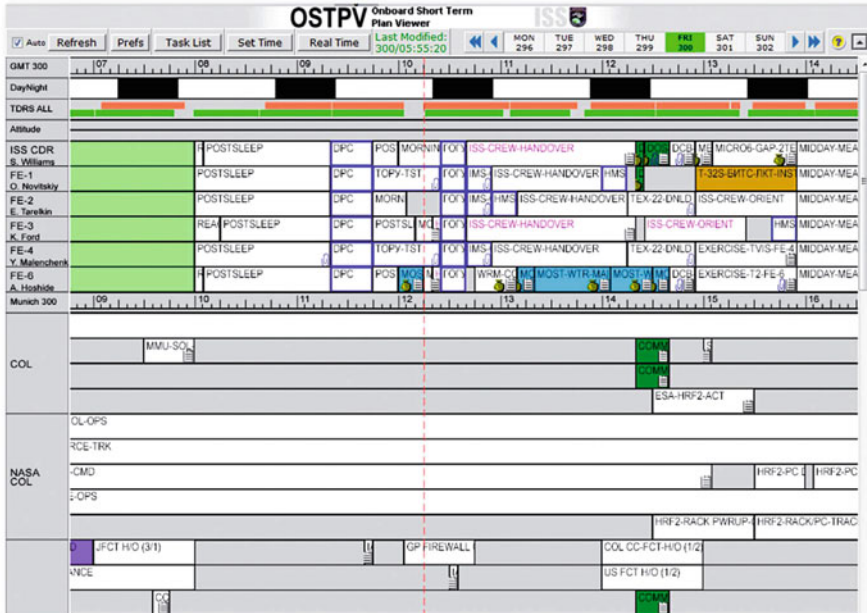 OSTPV Onboard Short Term Plan Viewer ISS
Auto Refresh Prefs Task List Set Time Real Time Last Modified: 300/05:55:20 MON 296 TUE 297 WED 298 THU 299 FRI 300 SAT 301 SUN 302 ?
GMT 300 07 08 09 10 11 12 13 14
DayNight
TDRS ALL
Attitude
ISS CDR S. Williams POSTSLEEP DPC POS MORNIN ISS-CREW-HANDOVER DCB- ME MICRO6-GAP-2TE MIDDAY-MEA
FE-1 O. Novitskiy POSTSLEEP DPC TOPY-TST IMS- ISS-CREW-HANDOVER HMS T-32S-БИТС-ПКТ-INST MIDDAY-MEA
FE-2 E. Tarelkin POSTSLEEP DPC MORN IMS- HMS ISS-CREW-HANDOVER TEX-22-DNLD ISS-CREW-ORIENT MIDDAY-MEA
FE-3 K. Ford REA POSTSLEEP DPC POSTSL ISS-CREW-HANDOVER ISS-CREW-ORIENT HMS MIDDAY-MEA
FE-4 Y. Malenchenk POSTSLEEP DPC TOPY-TST IMS- ISS-CREW-HANDOVER TEX-22-DNLD EXERCISE-TVIS-FE-4 MIDDAY-MEA
FE-6 A. Hoshide POSTSLEEP DPC POS MOS WRM-CO MOST-WTR-MA MOST-W DCB- EXERCISE-T2-FE-6 MIDDAY-MEA
Munich 300 09 10 11 12 13 14 15 16
COL
MMU-SOL- COMM
COMM
ESA-HRF2-ACT
NASA COL
OL-OPS
RCE-TRK
-CMD HRF2-PC HRF2-PC
E-OPS
HRF2-RACK PWRUP- HRF2-RACK/PC-TRAC
JFCT H/O (3/1) GP FIREWALL COL CC-FCT-H/O (1/2)
ANCE US FCT H/O (1/2)
CO COMM